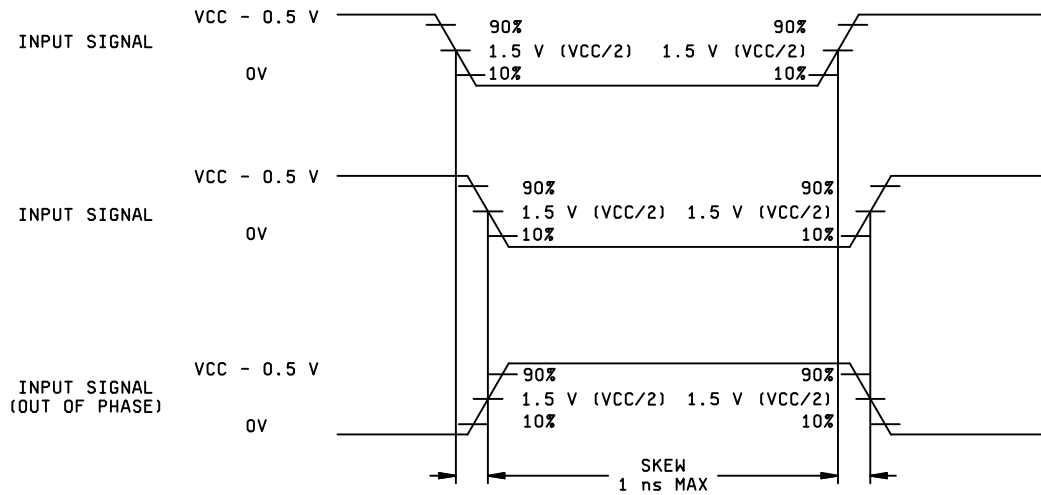 VCC - 0.5 V
90% 90%
INPUT SIGNAL
1.5 V (VCC/2) 1.5 V (VCC/2)
0V 10% 10%
VCC - 0.5 V
90% 90%
INPUT SIGNAL 1.5 V (VCC/2) 1.5 V (VCC/2)
0V 10% 10%
VCC - 0.5 V
90% 90%
INPUT SIGNAL
(OUT OF PHASE)
1.5 V (VCC/2) 1.5 V (VCC/2)
0V 10% 10%
SKEW
1 ns MAX